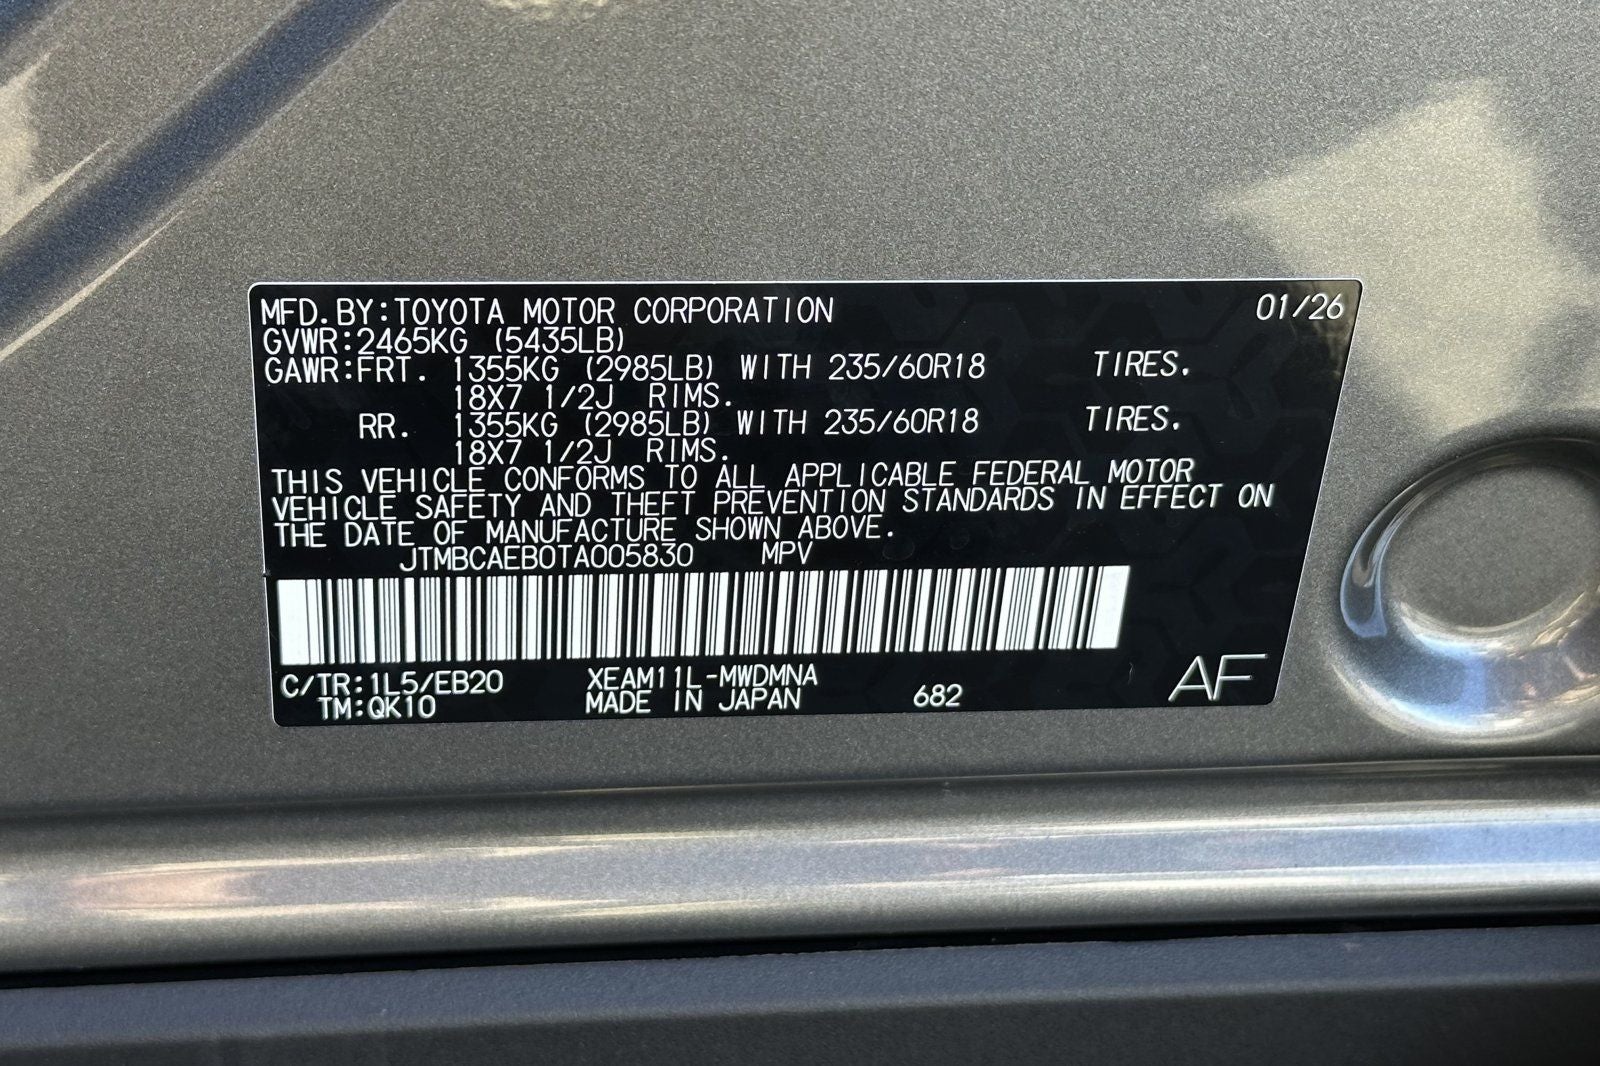 MFD.BY:TOYOTA MOTOR CORPORATION 01/26
GVWR:2465KG (5435LB)
GAWR:FRT. 1355KG (2985LB) WITH 235/60R18 TIRES.
18X7 1/2J RIMS.
RR. 1355KG (2985LB) WITH 235/60R18 TIRES.
18X7 1/2J RIMS.
THIS VEHICLE CONFORMS TO ALL APPLICABLE FEDERAL MOTOR
VEHICLE SAFETY AND THEFT PREVENTION STANDARDS IN EFFECT ON
THE DATE OF MANUFACTURE SHOWN ABOVE.
JTMBCAEB0TA005830 MPV
C/TR:1L5/EB20 XEAM11L-MWDMNA
TM:QK10 MADE IN JAPAN 682 AF